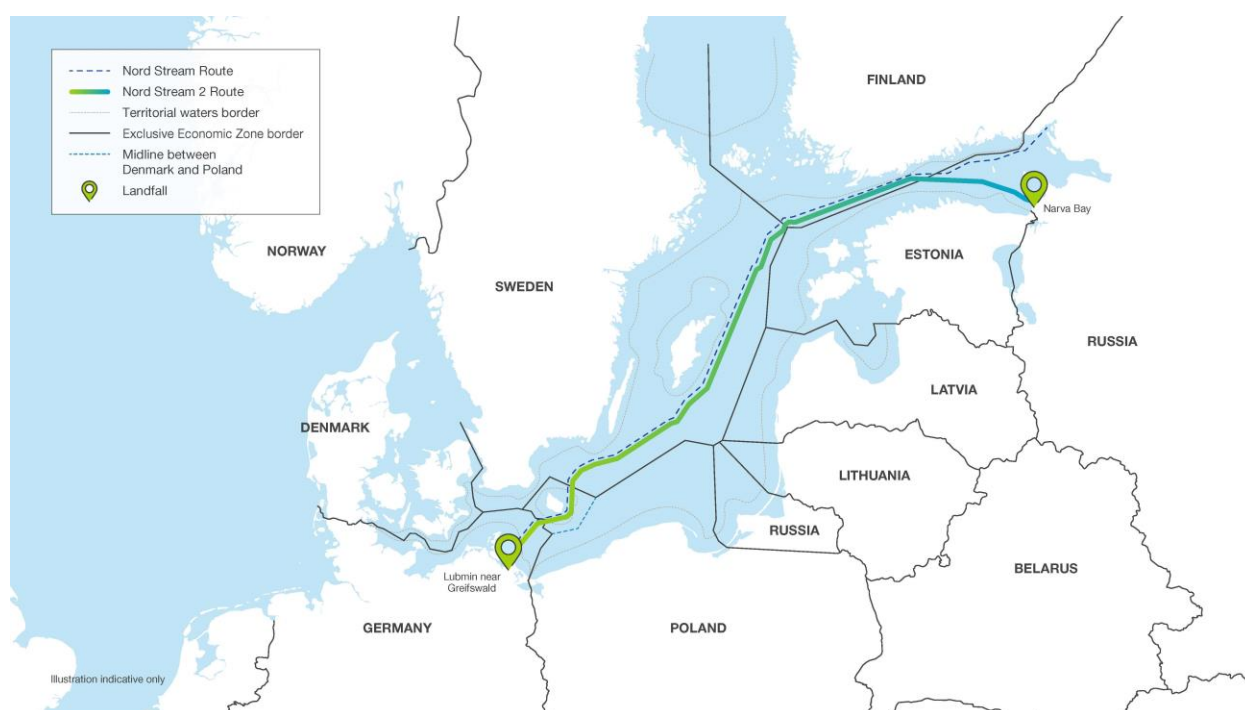 Nord Stream Route
Nord Stream 2 Route
Territorial waters border
Exclusive Economic Zone border
Midline between
Denmark and Poland
Landfall
FINLAND
Narva Bay
NORWAY
SWEDEN
ESTONIA
RUSSIA
LATVIA
DENMARK
LITHUANIA
RUSSIA
BELARUS
Lubmin near
Greifswald
GERMANY
POLAND
Illustration indicative only